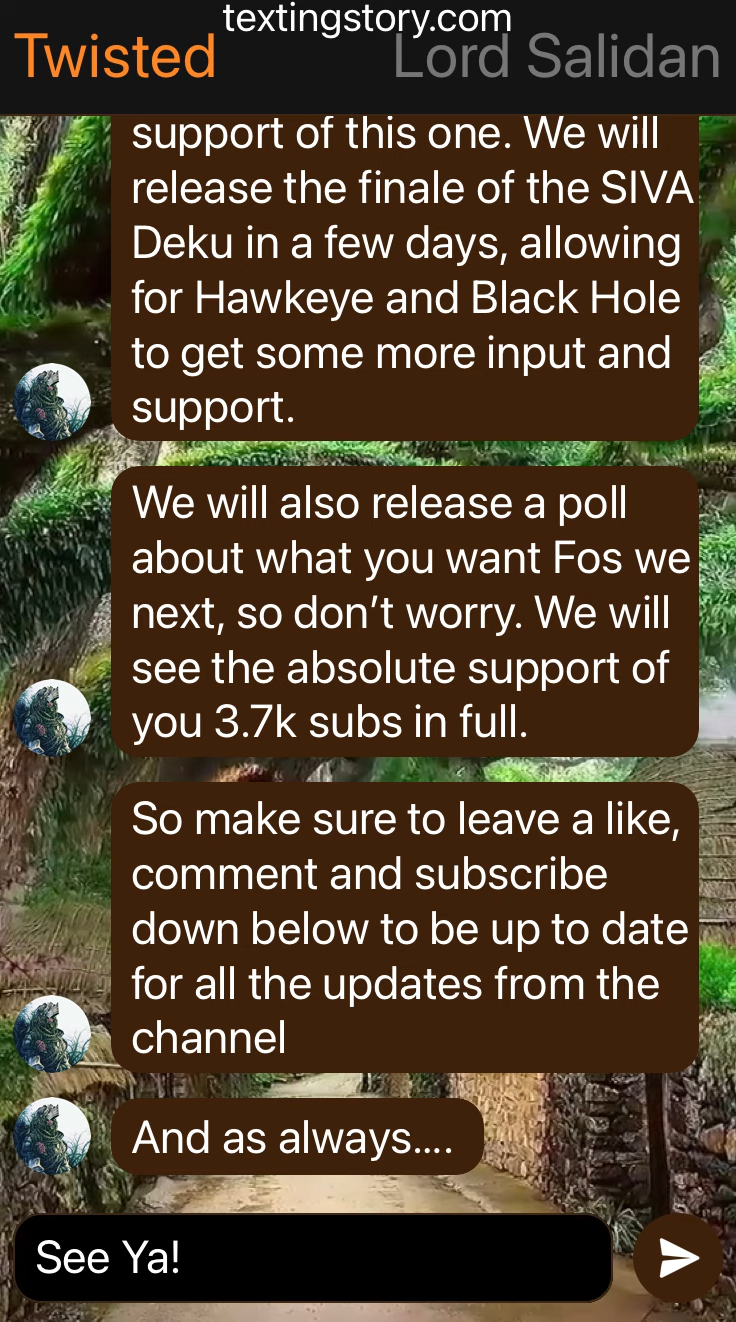 textingstory.com
Twisted
Lord Salidan
support of this one. We will
release the finale of the SIVA
Deku in a few days, allowing
for Hawkeye and Black Hole
to get some more input and
support.
We will also release a poll
about what you want Fos we
next, so don’t worry. We will
see the absolute support of
you 3.7k subs in full.
So make sure to leave a like,
comment and subscribe
down below to be up to date
for all the updates from the
channel
And as always....
See Ya!